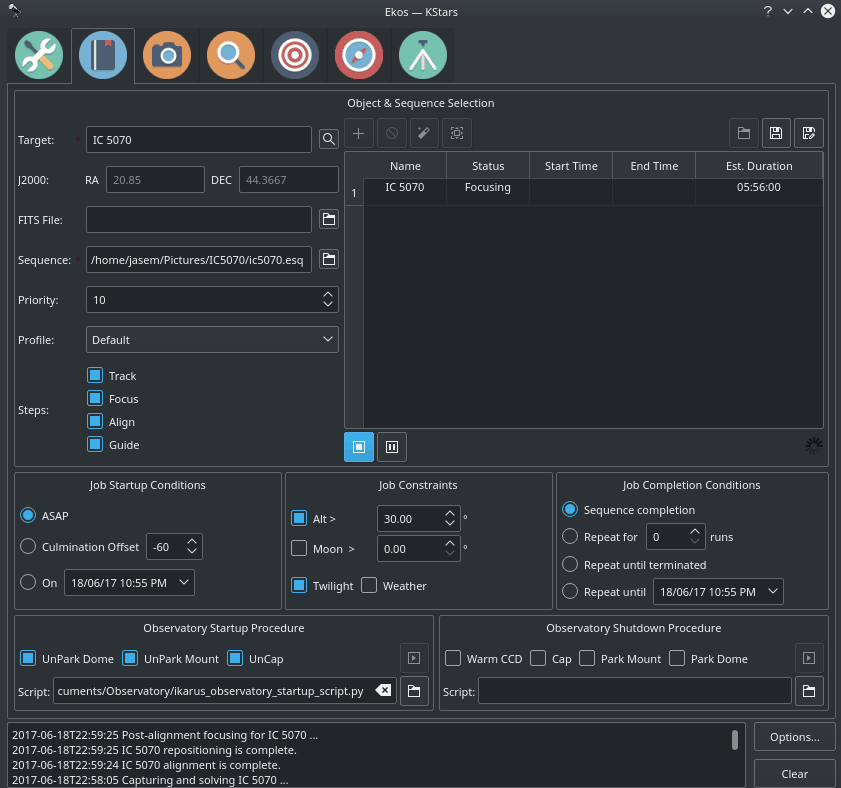 Ekos — KStars
Object & Sequence Selection
Target: * IC 5070
J2000: RA 20.85 DEC 44.3667
FITS File:
Sequence: * /home/jasem/Pictures/IC5070/ic5070.esq
Priority: 10
Profile: Default
Steps:
Track
Focus
Align
Guide
Name Status Start Time End Time Est. Duration
1 IC 5070 Focusing 05:56:00
Job Startup Conditions
ASAP
Culmination Offset -60
On 18/06/17 10:55 PM
Job Constraints
Alt > 30.00 °
Moon > 0.00 °
Twilight Weather
Job Completion Conditions
Sequence completion
Repeat for 0 runs
Repeat until terminated
Repeat until 18/06/17 10:55 PM
Observatory Startup Procedure
UnPark Dome UnPark Mount UnCap
Script: cuments/Observatory/ikarus_observatory_startup_script.py
Observatory Shutdown Procedure
Warm CCD Cap Park Mount Park Dome
Script:
2017-06-18T22:59:25 Post-alignment focusing for IC 5070 ...
2017-06-18T22:59:25 IC 5070 repositioning is complete.
2017-06-18T22:59:24 IC 5070 alignment is complete.
2017-06-18T22:58:05 Capturing and solving IC 5070 ...
Options...
Clear